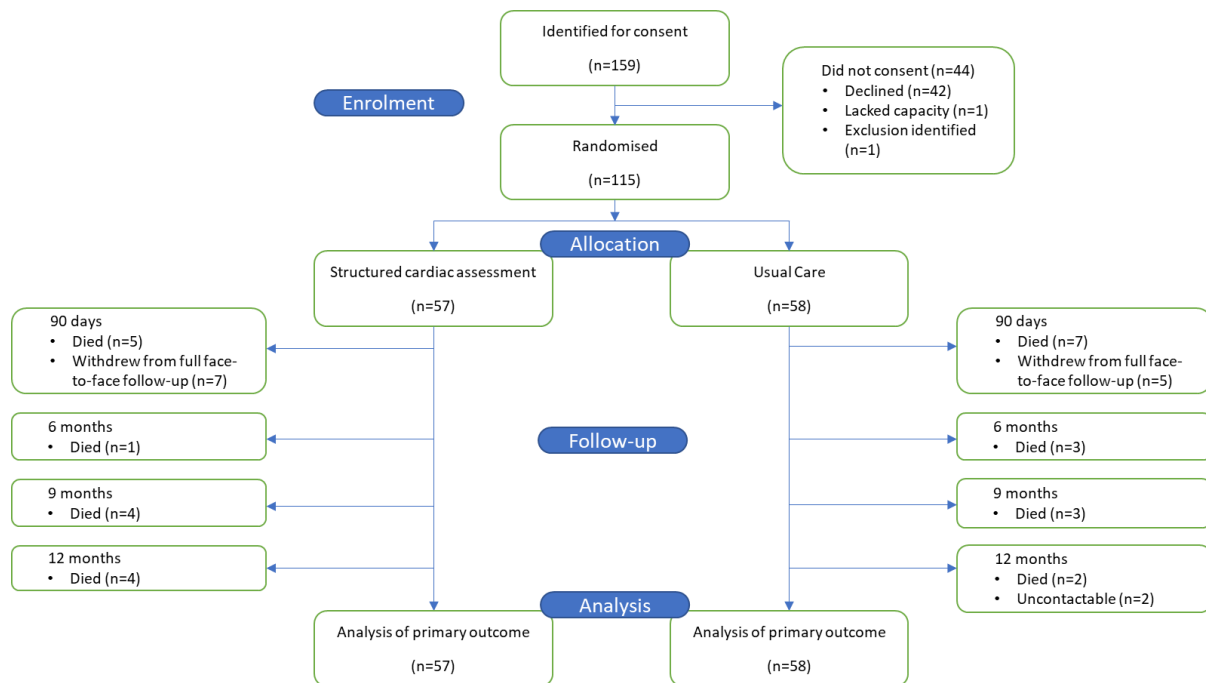 Identified for consent
(n=159)
Did not consent (n=44)
• Declined (n=42)
• Lacked capacity (n=1)
• Exclusion identified
(n=1)
Enrolment
Randomised
(n=115)
Allocation
Structured cardiac assessment
(n=57)
Usual Care
(n=58)
90 days
• Died (n=5)
• Withdrew from full face-
to-face follow-up (n=7)
90 days
• Died (n=7)
• Withdrew from full face-
to-face follow-up (n=5)
6 months
• Died (n=1)
Follow-up
6 months
• Died (n=3)
9 months
• Died (n=4)
9 months
• Died (n=3)
12 months
• Died (n=4)
12 months
• Died (n=2)
• Uncontactable (n=2)
Analysis
Analysis of primary outcome
(n=57)
Analysis of primary outcome
(n=58)